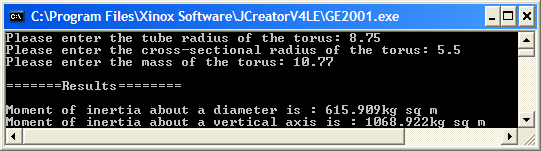 C:\Program Files\Xinox Software\JCreatorV4LE\GE2001.exe
Please enter the tube radius of the torus: 8.75
Please enter the cross-sectional radius of the torus: 5.5
Please enter the mass of the torus: 10.77
=======Results========
Moment of inertia about a diameter is : 615.909kg sq m
Moment of inertia about a vertical axis is : 1068.922kg sq m